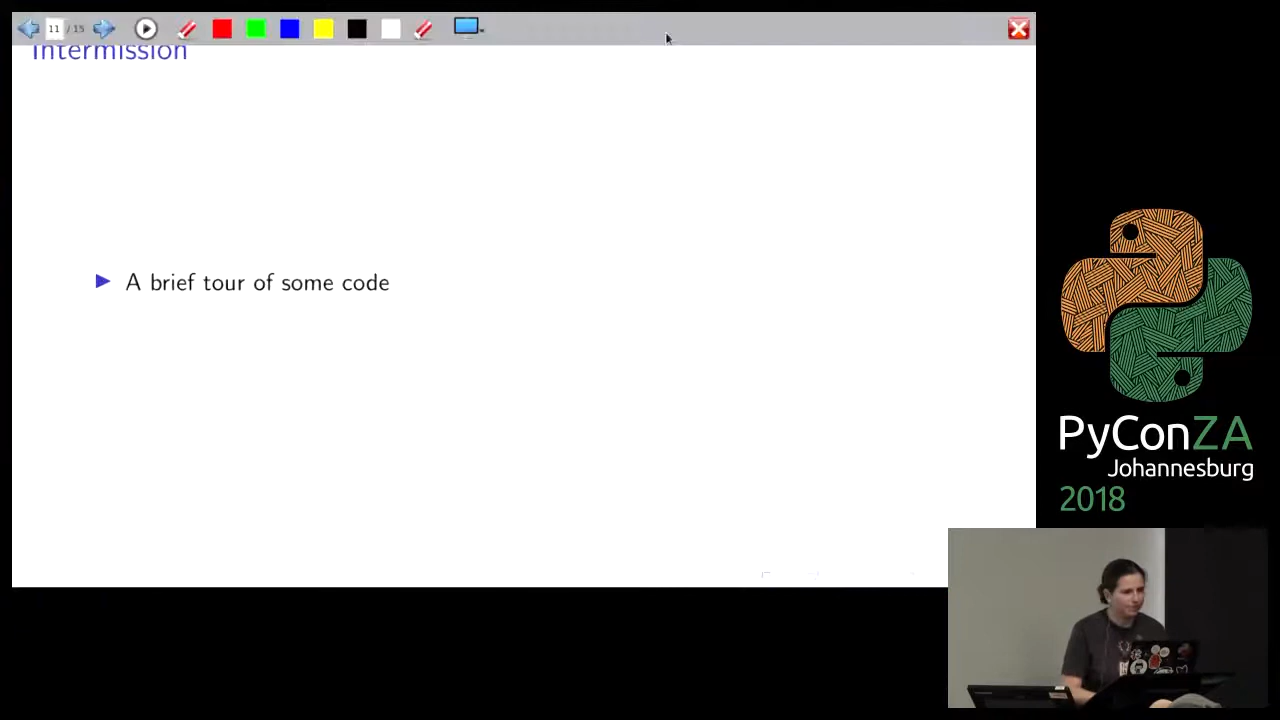 11 / 15
Intermission
A brief tour of some code
PyConZA
Johannesburg
2018